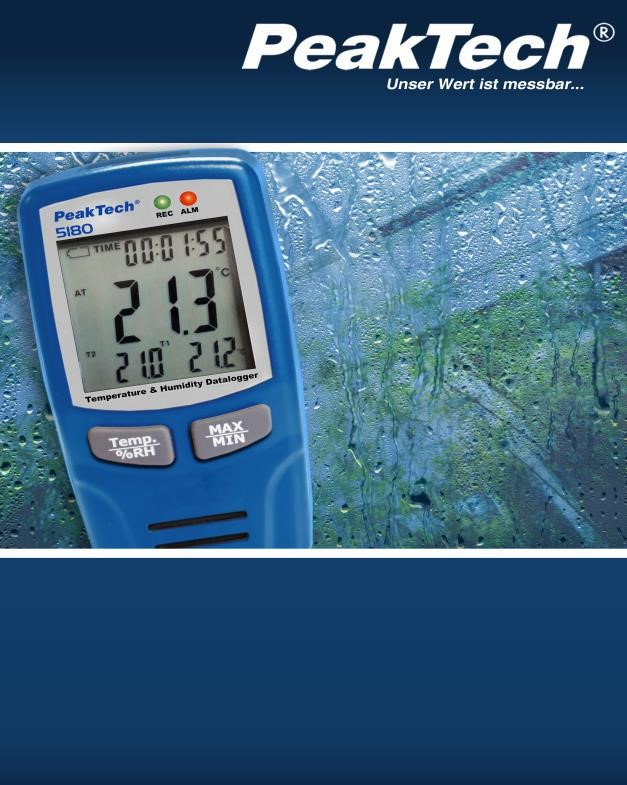 PeakTech®
Unser Wert ist messbar...
PeakTech®
REC ALM
5180
TIME 00:01:55
AT 21.3 °C
T2 21.0 T1 21.2 °C
Temperature & Humidity Datalogger
Temp.
%RH
MAX
MIN